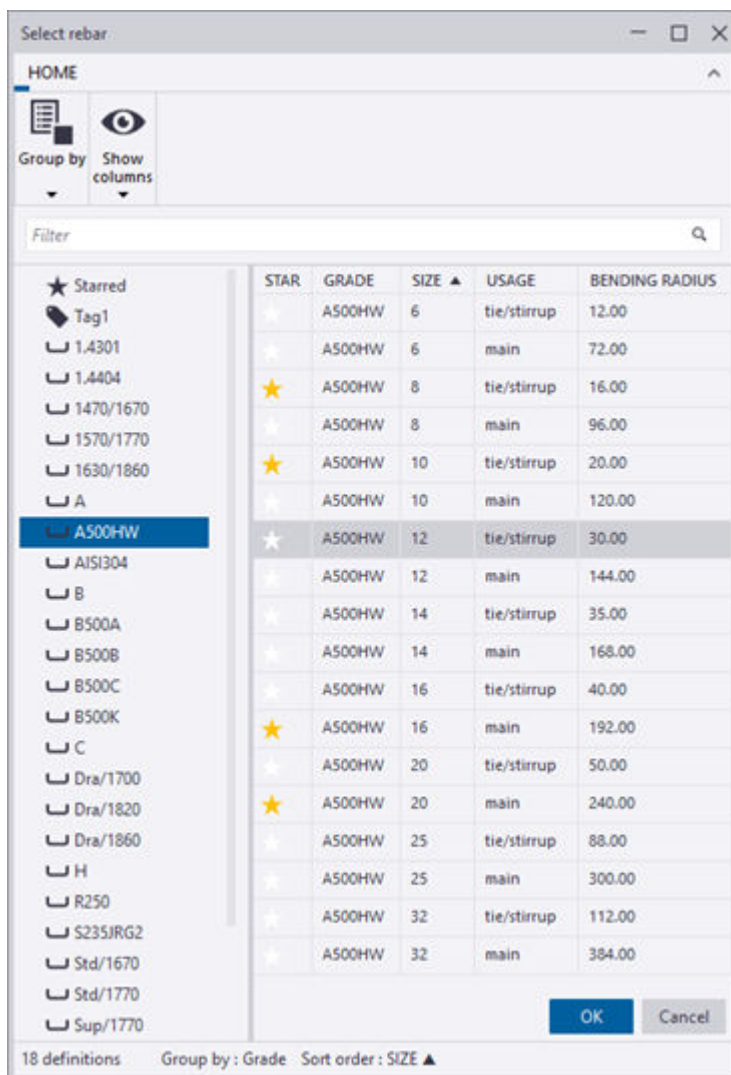 Select rebar
HOME
Group by
Show columns
Filter
Starred
Tag1
1.4301
1.4404
1470/1670
1570/1770
1630/1860
A
A500HW
AISI304
B
B500A
B500B
B500C
B500K
C
Dra/1700
Dra/1820
Dra/1860
H
R250
S235JRG2
Std/1670
Std/1770
Sup/1770
STAR GRADE SIZE ▲ USAGE BENDING RADIUS
A500HW 6 tie/stirrup 12.00
A500HW 6 main 72.00
A500HW 8 tie/stirrup 16.00
A500HW 8 main 96.00
A500HW 10 tie/stirrup 20.00
A500HW 10 main 120.00
A500HW 12 tie/stirrup 30.00
A500HW 12 main 144.00
A500HW 14 tie/stirrup 35.00
A500HW 14 main 168.00
A500HW 16 tie/stirrup 40.00
A500HW 16 main 192.00
A500HW 20 tie/stirrup 50.00
A500HW 20 main 240.00
A500HW 25 tie/stirrup 88.00
A500HW 25 main 300.00
A500HW 32 tie/stirrup 112.00
A500HW 32 main 384.00
OK Cancel
18 definitions Group by : Grade Sort order : SIZE ▲